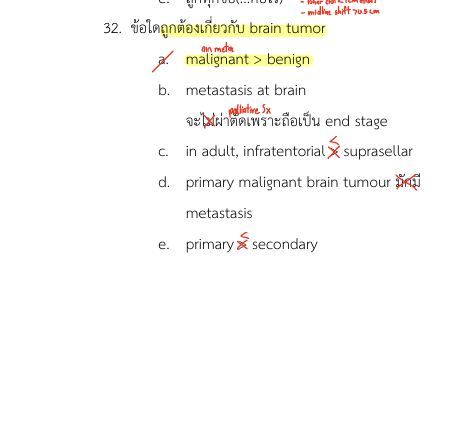 - midline shift >0.5 cm
32. ข้อใดถูกต้องเกี่ยวกับ brain tumor
รวม meta
a. malignant > benign
b. metastasis at brain
palliative Sx
จะไม่ผ่าตัดเพราะถือเป็น end stage
<
c. in adult, infratentorial > suprasellar
d. primary malignant brain tumour มักมี
metastasis
<
e. primary > secondary